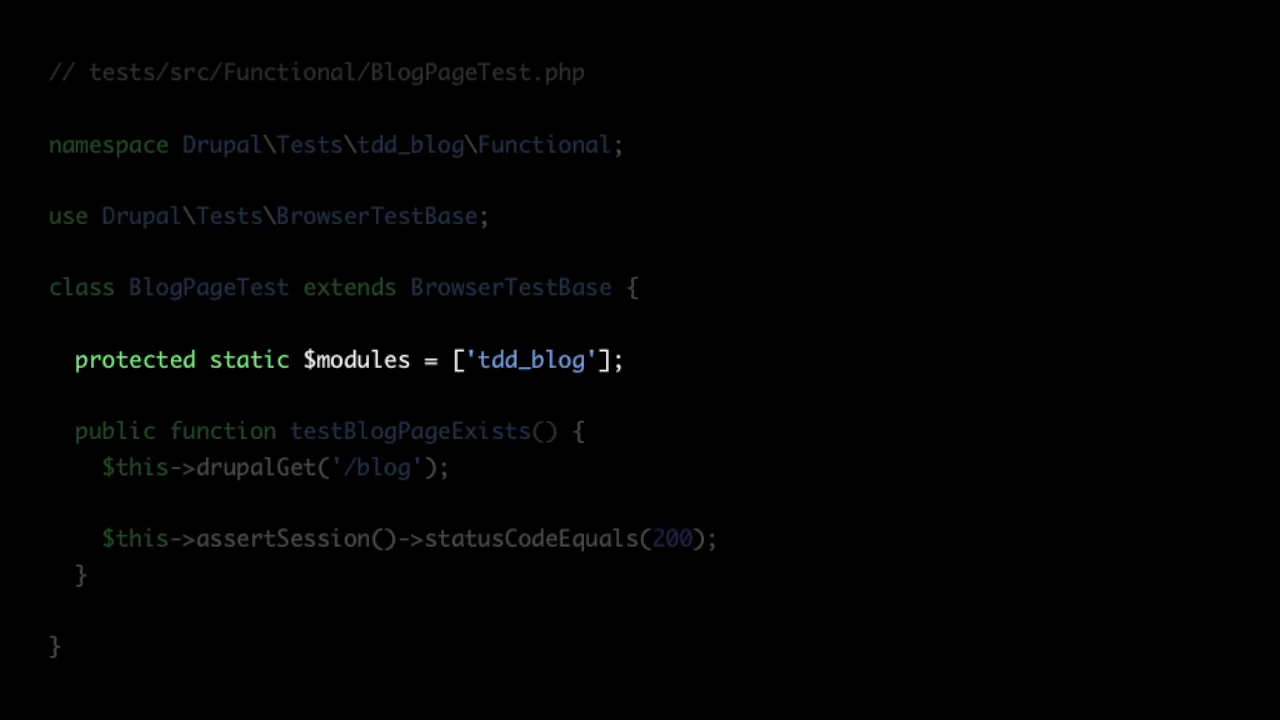 // tests/src/Functional/BlogPageTest.php
namespace Drupal\Tests\tdd_blog\Functional;
use Drupal\Tests\BrowserTestBase;
class BlogPageTest extends BrowserTestBase {
protected static $modules = ['tdd_blog'];
public function testBlogPageExists() {
$this->drupalGet('/blog');
$this->assertSession()->statusCodeEquals(200);
}
}